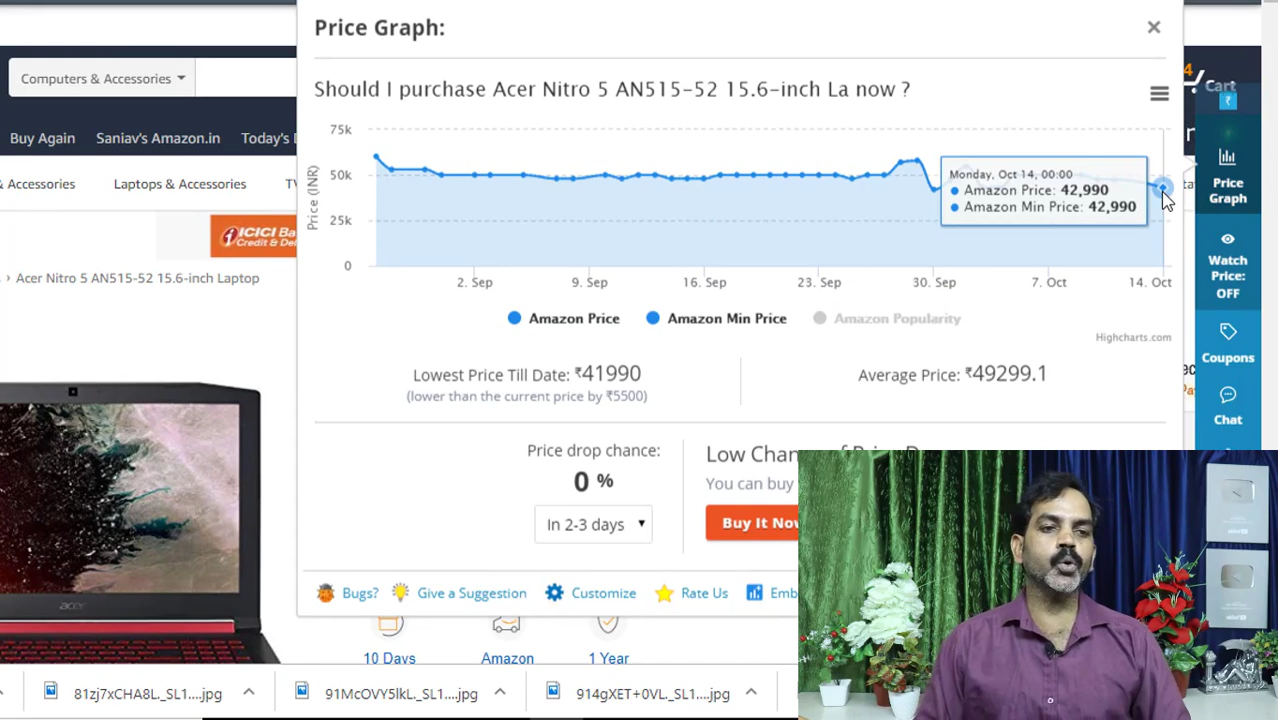 Price Graph:
×
Should I purchase Acer Nitro 5 AN515-52 15.6-inch La now ?
Computers & Accessories
Cart
Buy Again Sanjav's Amazon.in Today's
& Accessories Laptops & Accessories
ICICI
› Acer Nitro 5 AN515-52 15.6-inch Laptop
75k
50k
25k
0
Price (INR)
Monday, Oct 14, 00:00
Amazon Price: 42,990
Amazon Min Price: 42,990
2. Sep 9. Sep 16. Sep 23. Sep 30. Sep 7. Oct 14. Oct
Amazon Price Amazon Min Price Amazon Popularity
Highcharts.com
Lowest Price Till Date: ₹41990
(lower than the current price by ₹5500)
Average Price: ₹49299.1
Price drop chance:
0 %
In 2-3 days
You can buy
Buy It Now
Bugs? Give a Suggestion Customize Rate Us
Price
Graph
Watch
Price:
OFF
Coupons
Chat
acer
10 Days Amazon 1 Year
81zj7xCHA8L._SL1....jpg 91McOVY5lkL._SL1....jpg 914gXET+0VL._SL1....jpg